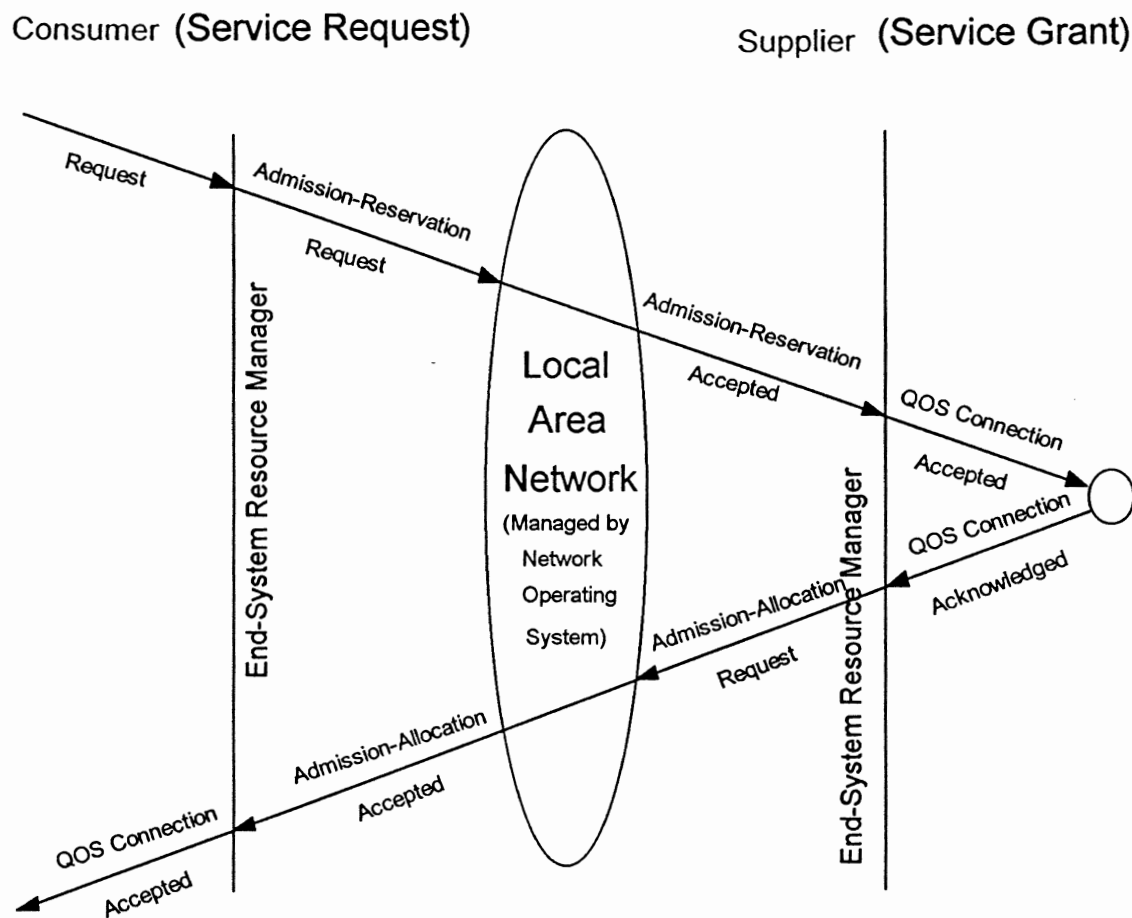 Consumer (Service Request)
Supplier (Service Grant)
Request
Admission-Reservation
Request
Admission-Reservation
Accepted
QOS Connection
Accepted
End-System Resource Manager
Local
Area
Network
(Managed by
Network
Operating
System)
End-System Resource Manager
QOS Connection
Acknowledged
Admission-Allocation
Request
Admission-Allocation
Accepted
QOS Connection
Accepted